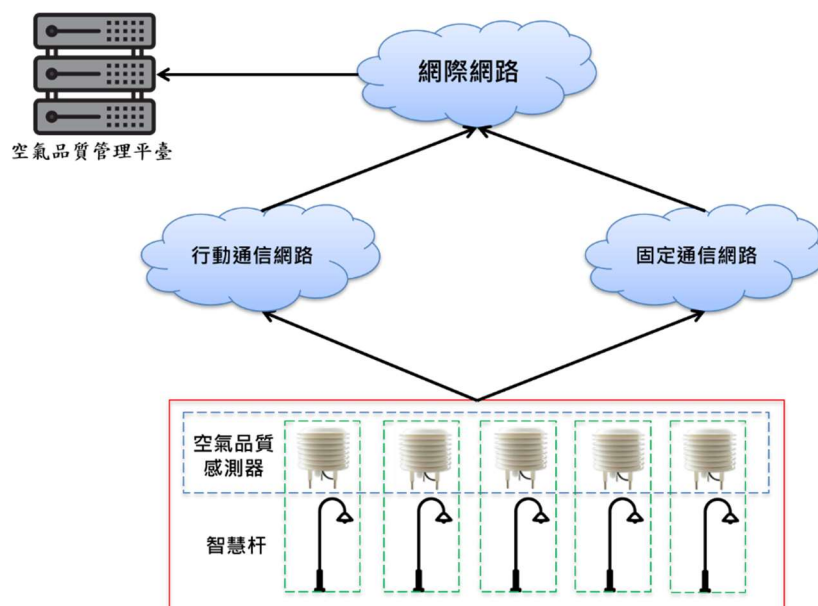 網際網路
空氣品質管理平臺
行動通信網路
固定通信網路
空氣品質
感測器
智慧杆